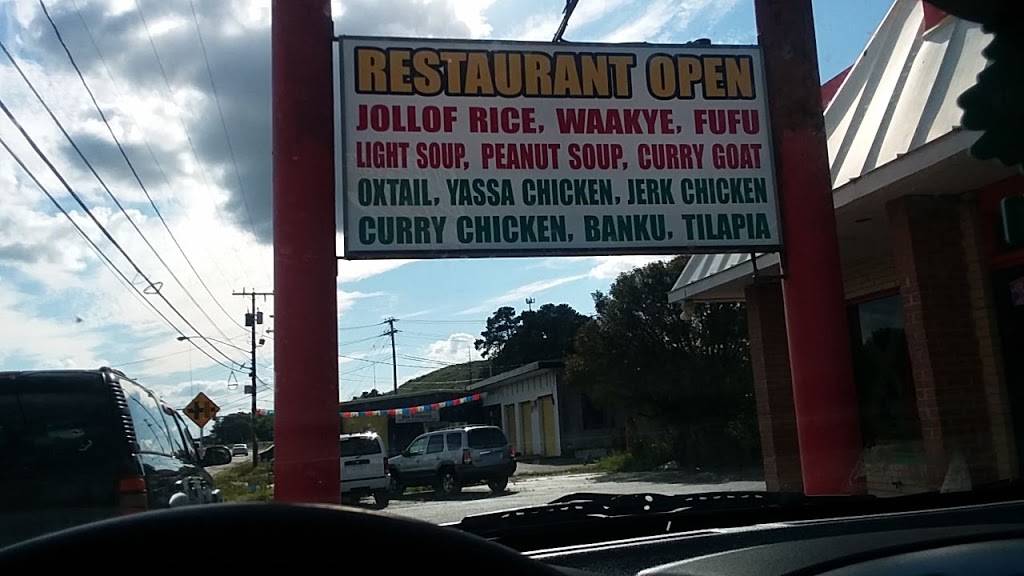 RESTAURANT OPEN
JOLLOF RICE, WAAKYE, FUFU
LIGHT SOUP, PEANUT SOUP, CURRY GOAT
OXTAIL, YASSA CHICKEN, JERK CHICKEN
CURRY CHICKEN, BANKU, TILAPIA